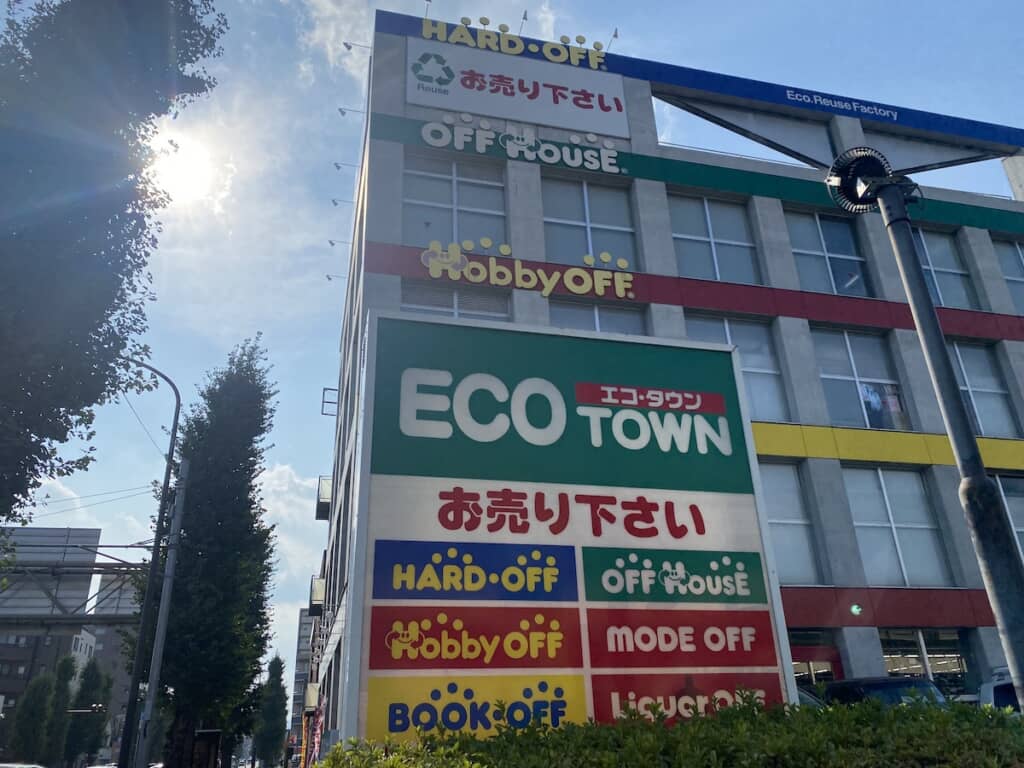 HARD・OFF
Reuse
お売り下さい
Eco.Reuse Factory
OFF HOUSE
HobbyOFF
ECO
エコ・タウン
TOWN
お売り下さい
HARD・OFF
OFF HOUSE
HobbyOFF
MODE OFF
BOOK・OFF
LiquorOFF